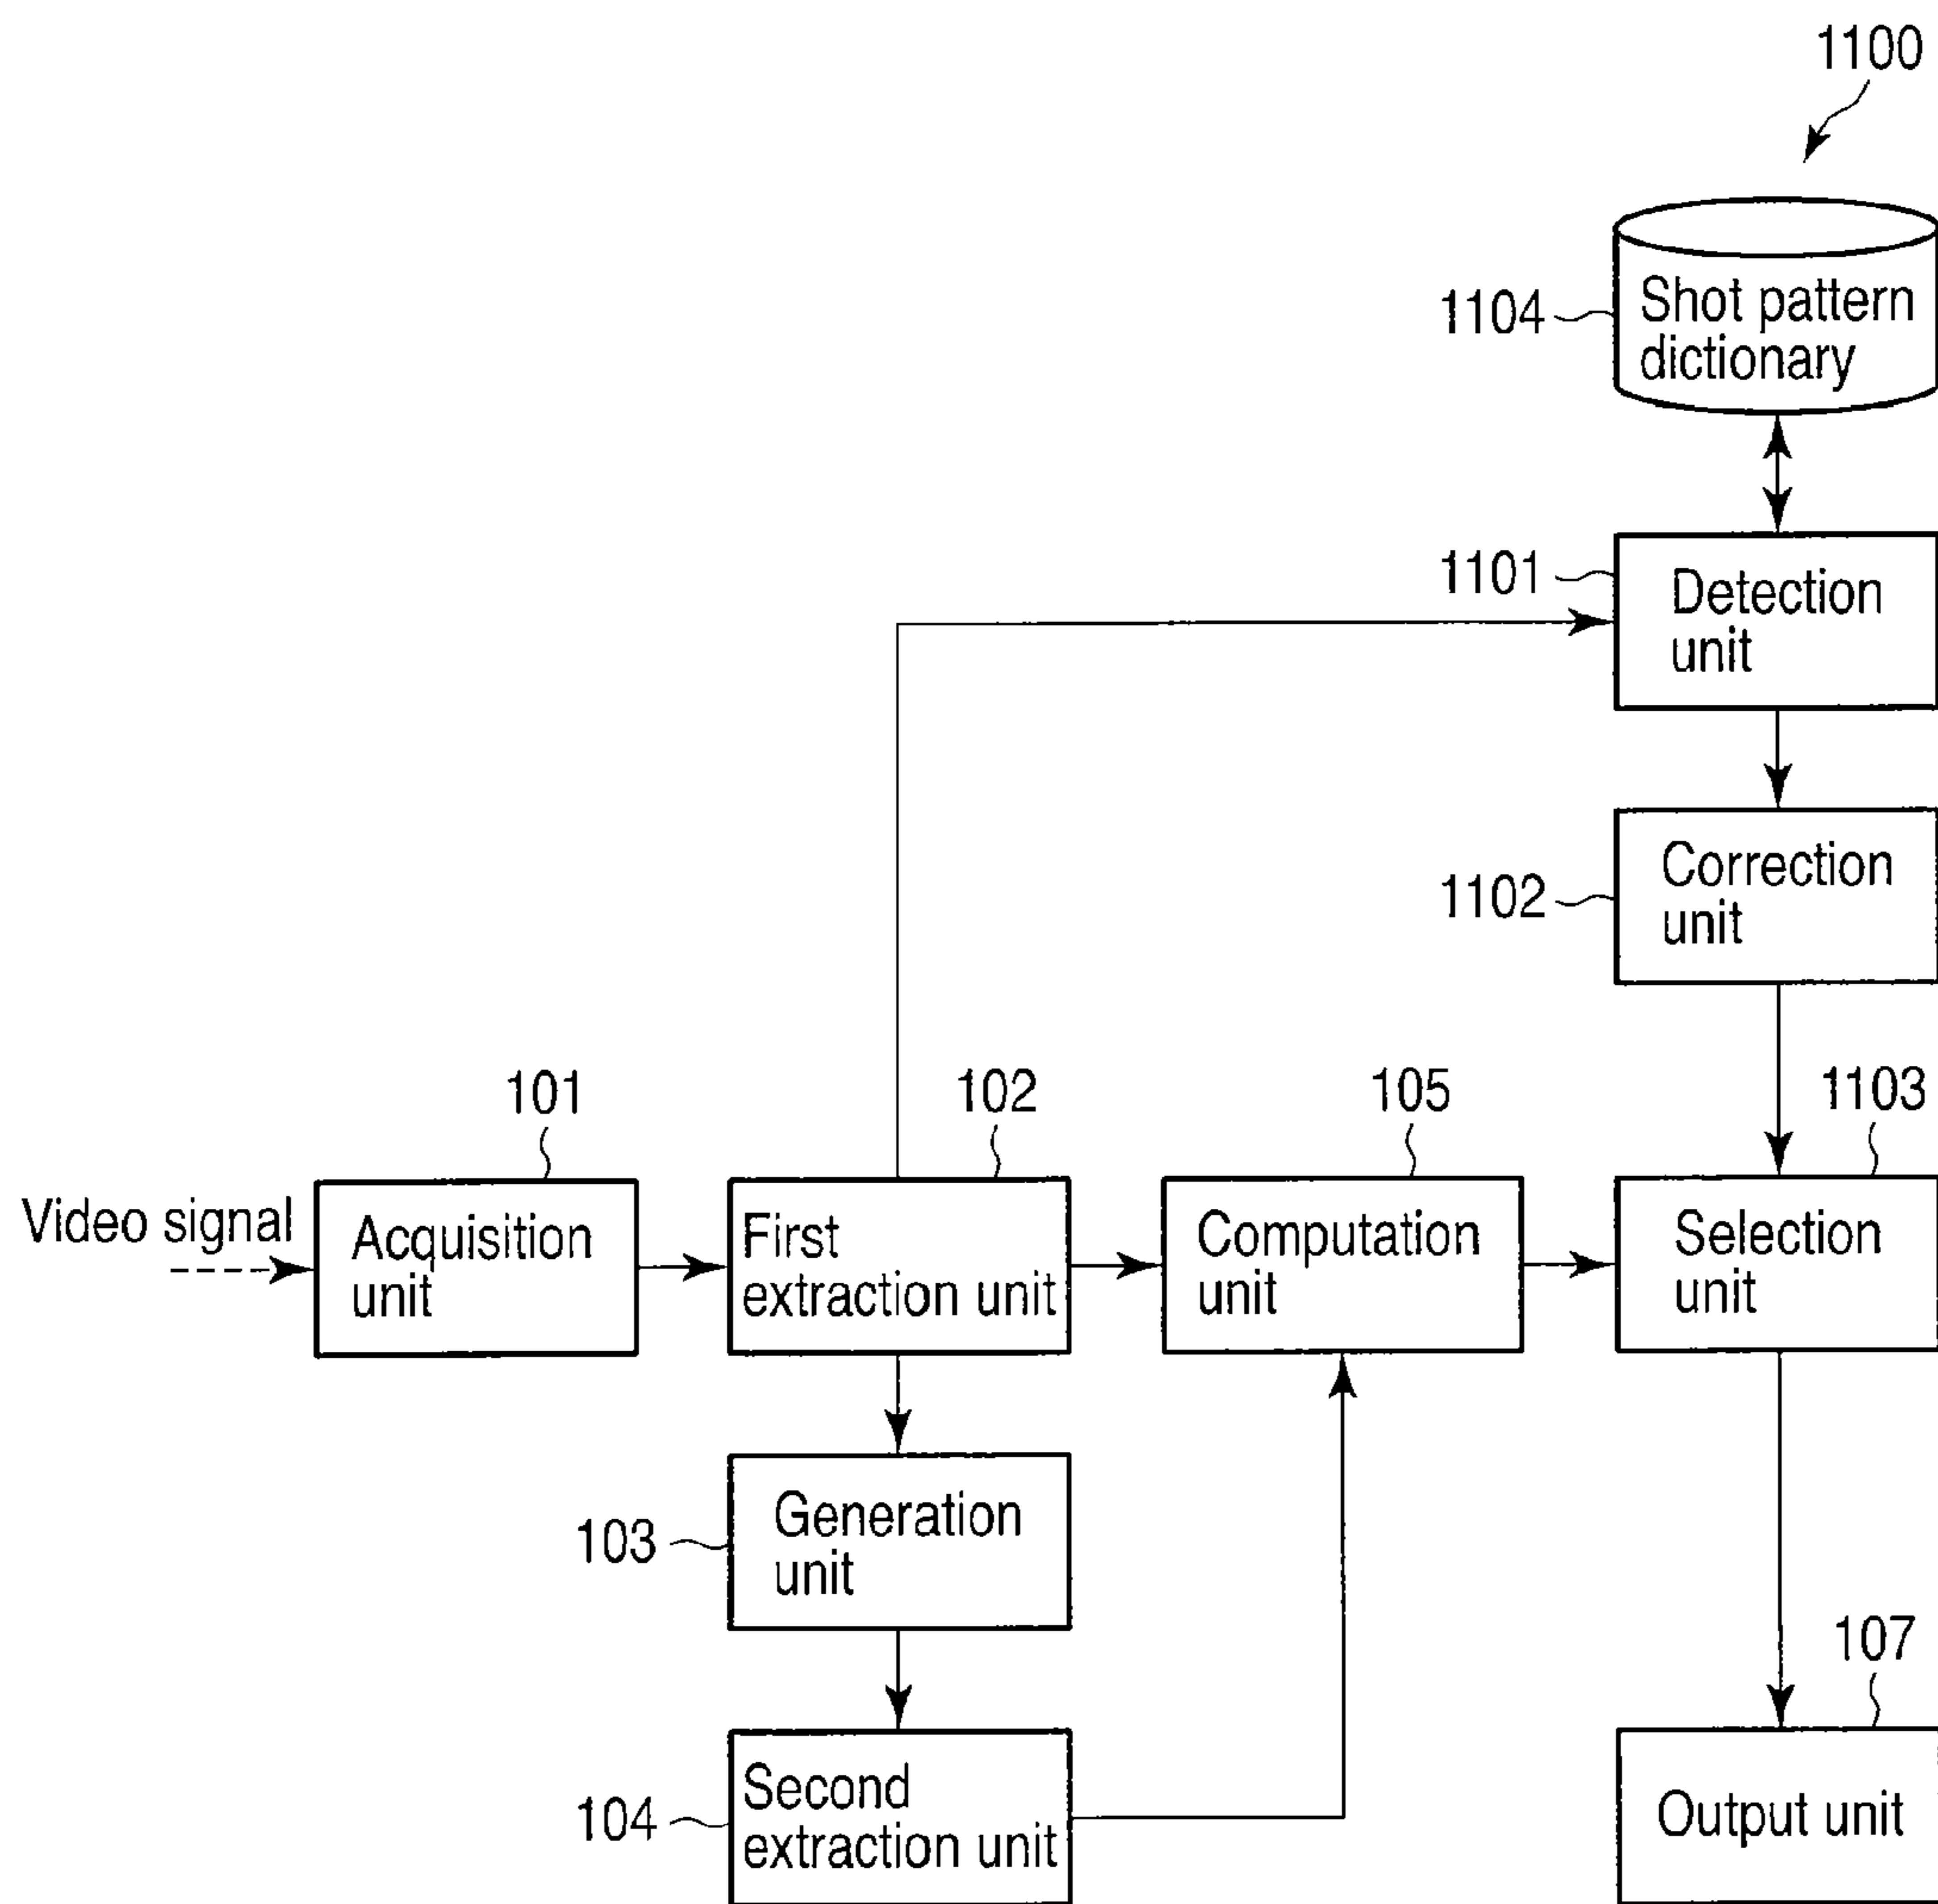 1100
1104
Shot pattern
dictionary
1101
Detection
unit
1102
Correction
unit
101
102
105
1103
Video signal
Acquisition
unit
First
extraction unit
Computation
unit
Selection
unit
103
Generation
unit
107
104
Second
extraction unit
Output unit